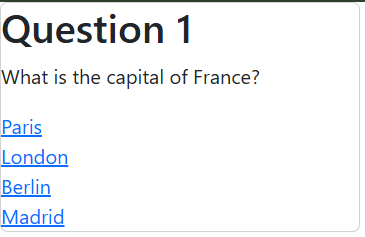 Question 1
What is the capital of France?
Paris
London
Berlin
Madrid